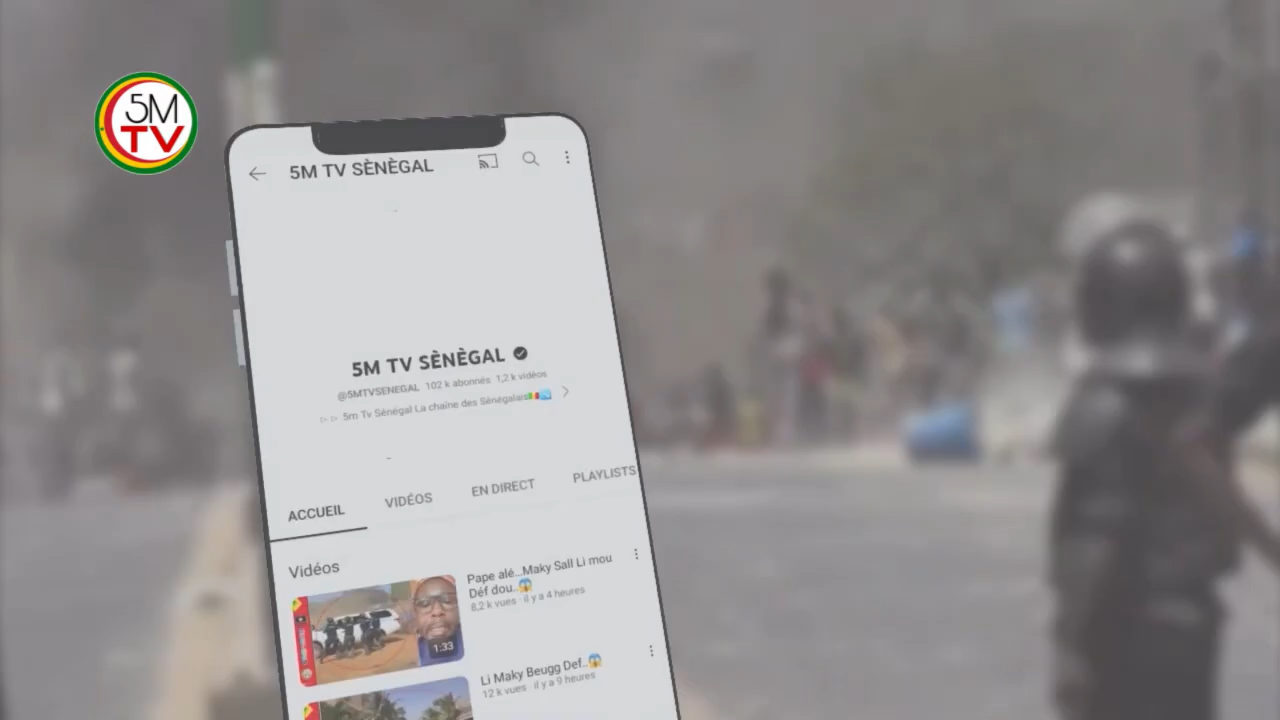 5M
TV
5M TV SÈNÈGAL
5M TV SÈNÈGAL
@5MTVSENEGAL 102 k abonnés 1,2 k vidéos
5m Tv Sénégal La chaîne des Sénégalais
ACCUEIL VIDÉOS EN DIRECT PLAYLISTS
Vidéos
Pape alé...Maky Sall Li mou
Déf dou..😱
8,2 k vues · il y a 4 heures
1:33
Li Maky Beugg Def..😱
12 k vues · il y a 9 heures